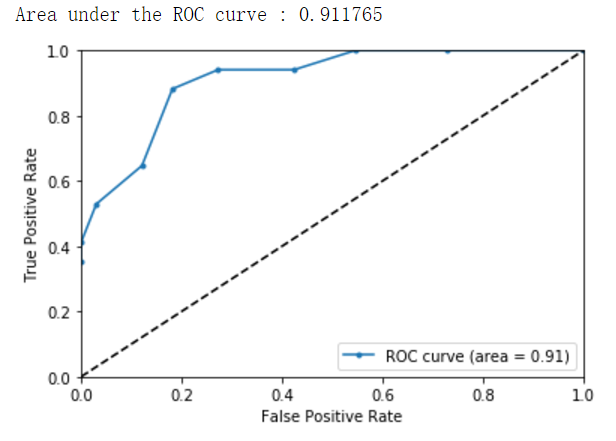 Area under the ROC curve : 0.911765
1.0
0.8
0.6
0.4
0.2
0.0
True Positive Rate
ROC curve (area = 0.91)
0.0 0.2 0.4 0.6 0.8 1.0
False Positive Rate